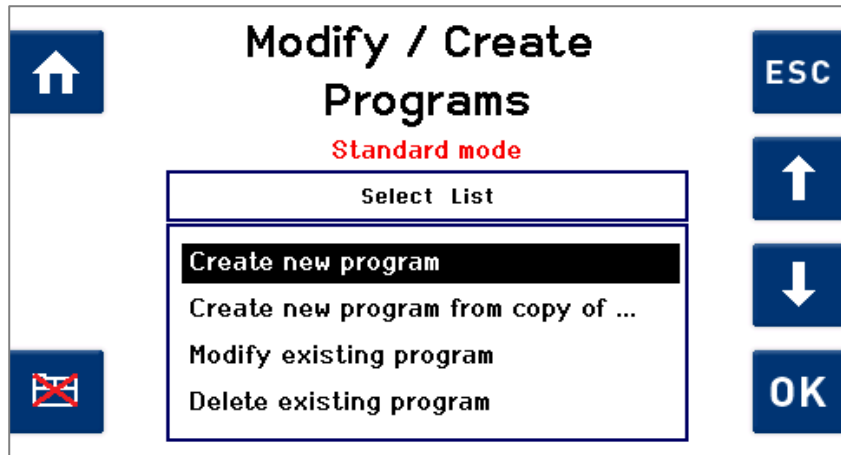 Modify / Create
Programs
ESC
Standard mode
Select List
Create new program
Create new program from copy of ...
Modify existing program
Delete existing program
OK